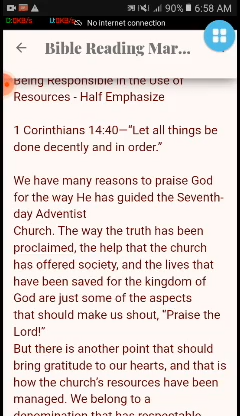 U:0KB/s U:0KB/s 90% 6:58 AM
No internet connection
Bible Reading Mar...
Being Responsible in the Use of
Resources - Half Emphasize
1 Corinthians 14:40—“Let all things be
done decently and in order.”
We have many reasons to praise God
for the way He has guided the Seventh-
day Adventist
Church. The way the truth has been
proclaimed, the help that the church
has offered society, and the lives that
have been saved for the kingdom of
God are just some of the aspects
that should make us shout, “Praise the
Lord!”
But there is another point that should
bring gratitude to our hearts, and that is
how the church’s resources have been
managed. We belong to a
denomination that has respectable